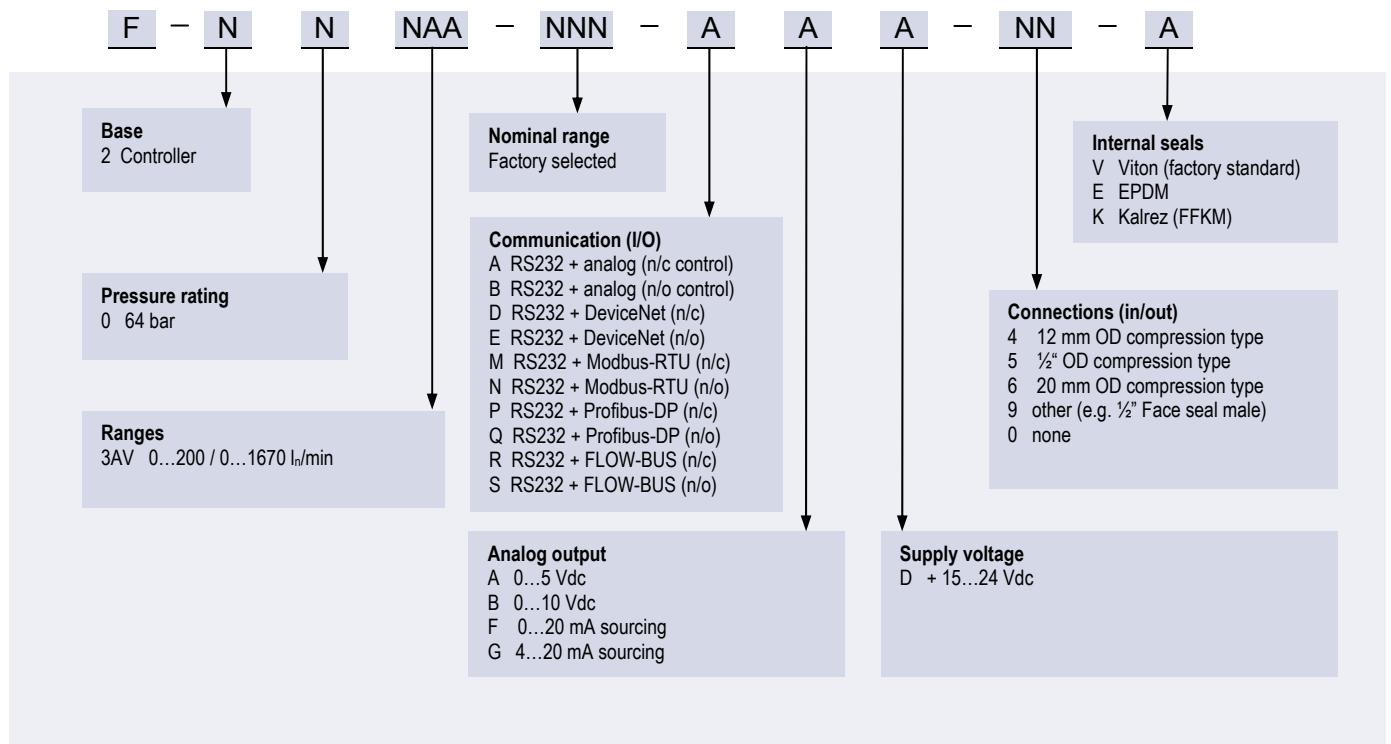 F – N N NAA – NNN – A A A – NN – A
Base
2 Controller
Pressure rating
0 64 bar
Ranges
3AV 0…200 / 0…1670 lₙ/min
Nominal range
Factory selected
Communication (I/O)
A RS232 + analog (n/c control)
B RS232 + analog (n/o control)
D RS232 + DeviceNet (n/c)
E RS232 + DeviceNet (n/o)
M RS232 + Modbus-RTU (n/c)
N RS232 + Modbus-RTU (n/o)
P RS232 + Profibus-DP (n/c)
Q RS232 + Profibus-DP (n/o)
R RS232 + FLOW-BUS (n/c)
S RS232 + FLOW-BUS (n/o)
Analog output
A 0…5 Vdc
B 0…10 Vdc
F 0…20 mA sourcing
G 4…20 mA sourcing
Supply voltage
D + 15…24 Vdc
Connections (in/out)
4 12 mm OD compression type
5 ½“ OD compression type
6 20 mm OD compression type
9 other (e.g. ½” Face seal male)
0 none
Internal seals
V Viton (factory standard)
E EPDM
K Kalrez (FFKM)